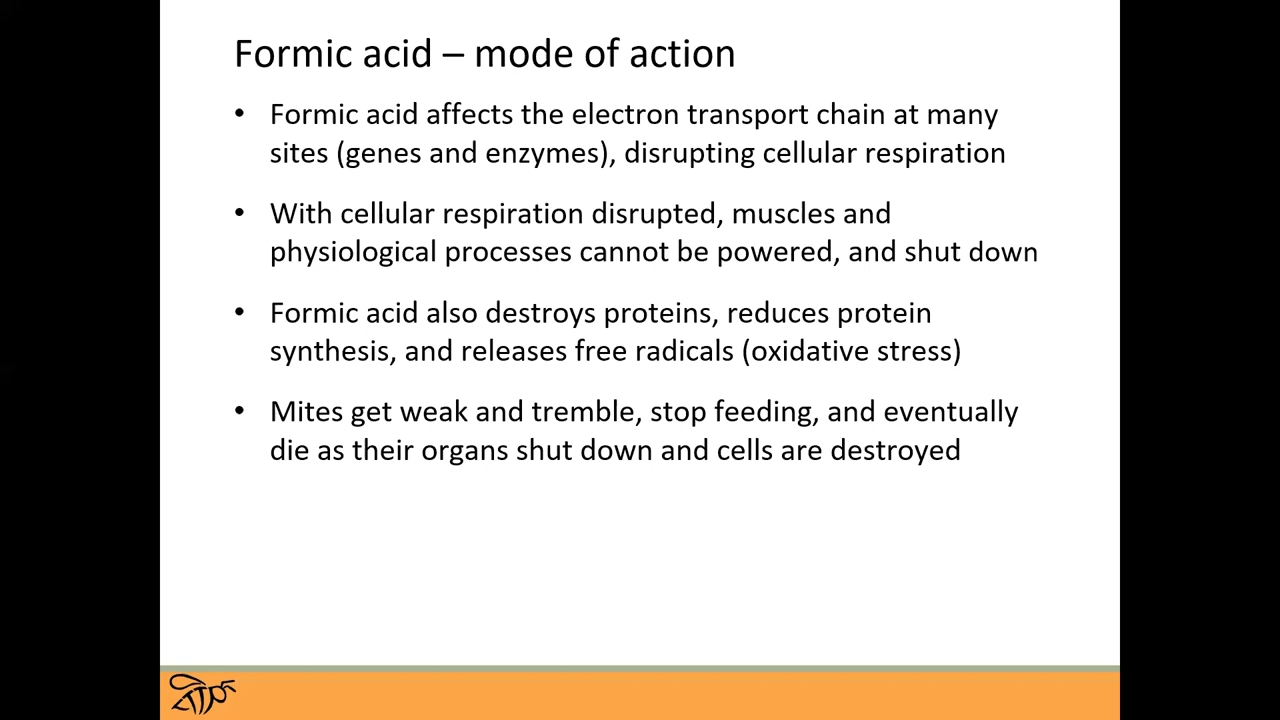 Formic acid – mode of action
• Formic acid affects the electron transport chain at many
sites (genes and enzymes), disrupting cellular respiration
• With cellular respiration disrupted, muscles and
physiological processes cannot be powered, and shut down
• Formic acid also destroys proteins, reduces protein
synthesis, and releases free radicals (oxidative stress)
• Mites get weak and tremble, stop feeding, and eventually
die as their organs shut down and cells are destroyed